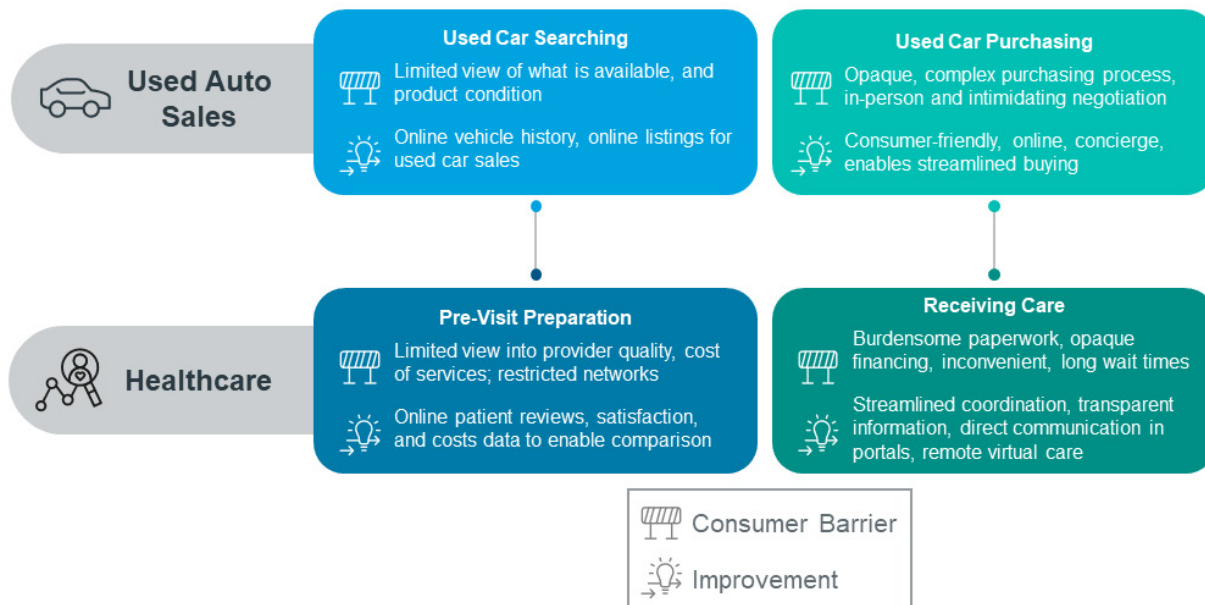 Used Auto
Sales
Used Car Searching
Limited view of what is available, and
product condition
Online vehicle history, online listings for
used car sales
Used Car Purchasing
Opaque, complex purchasing process,
in-person and intimidating negotiation
Consumer-friendly, online, concierge,
enables streamlined buying
Healthcare
Pre-Visit Preparation
Limited view into provider quality, cost
of services; restricted networks
Online patient reviews, satisfaction,
and costs data to enable comparison
Receiving Care
Burdensome paperwork, opaque
financing, inconvenient, long wait times
Streamlined coordination, transparent
information, direct communication in
portals, remote virtual care
Consumer Barrier
Improvement